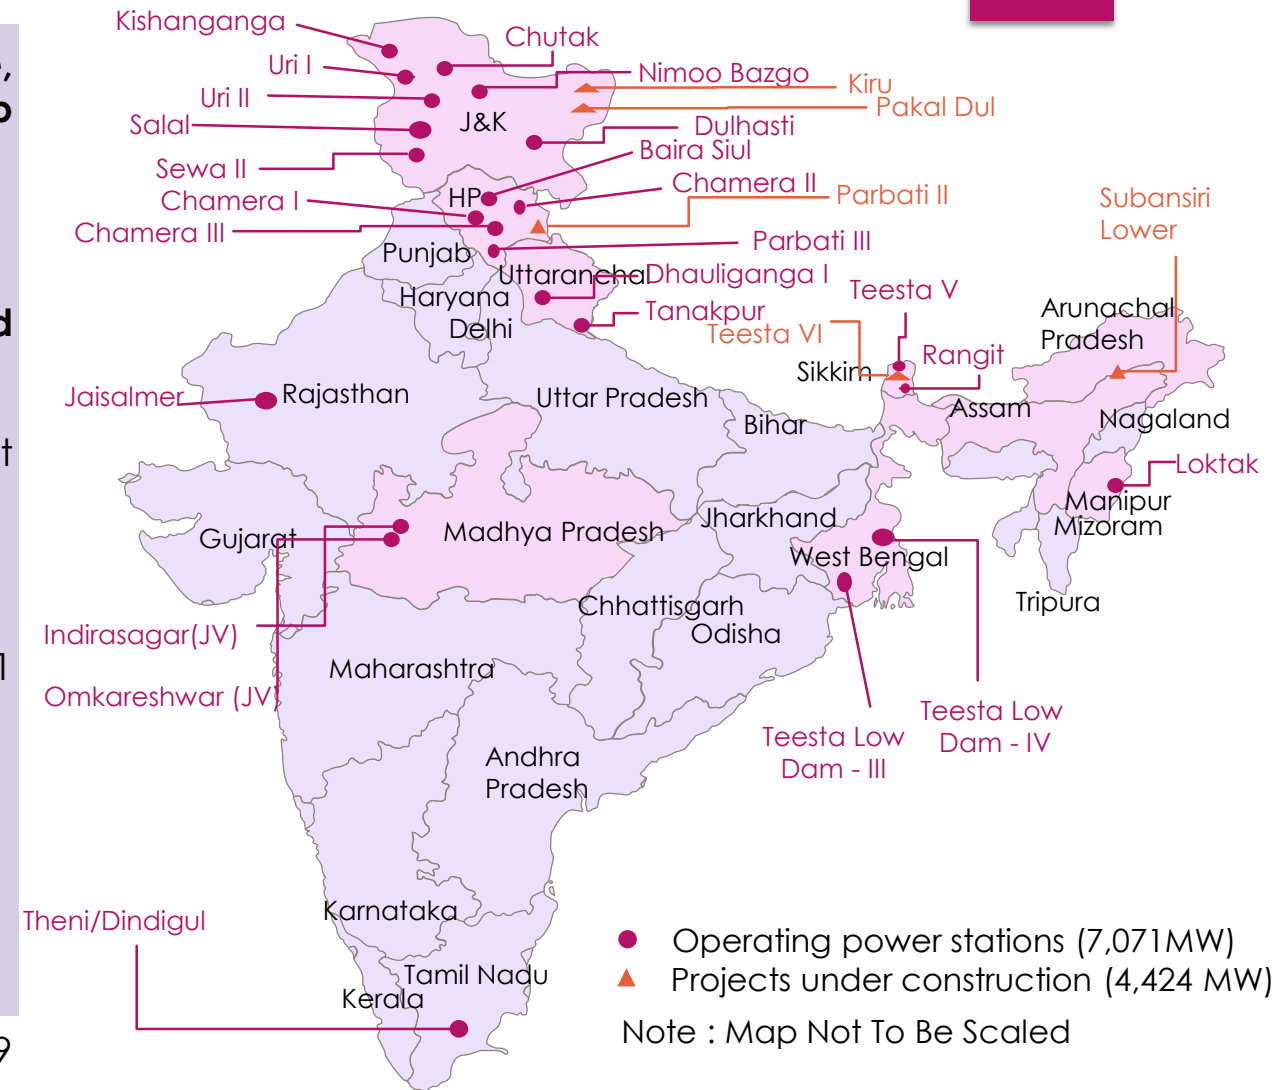 Kishanganga
Chutak
Uri I
Nimoo Bazgo
Kiru
Uri II
Pakal Dul
Salal
J&K
Dulhasti
Baira Siul
Sewa II
Chamera II
HP
Parbati II
Chamera I
Subansiri
Lower
Chamera III
Parbati III
Punjab
Uttaranchal
Dhauliganga I
Teesta V
Haryana
Tanakpur
Arunachal
Pradesh
Delhi
Teesta VI
Rangit
Sikkim
Jaisalmer
Rajasthan
Uttar Pradesh
Assam
Bihar
Nagaland
Loktak
Manipur
Mizoram
Jharkhand
Madhya Pradesh
Gujarat
West Bengal
Tripura
Chhattisgarh
Odisha
Indirasagar(JV)
Maharashtra
Omkareshwar (JV)
Teesta Low
Dam - IV
Teesta Low
Dam - III
Andhra
Pradesh
Karnataka
Theni/Dindigul
Tamil Nadu
Kerala
Operating power stations (7,071MW)
Projects under construction (4,424 MW)
Note : Map Not To Be Scaled